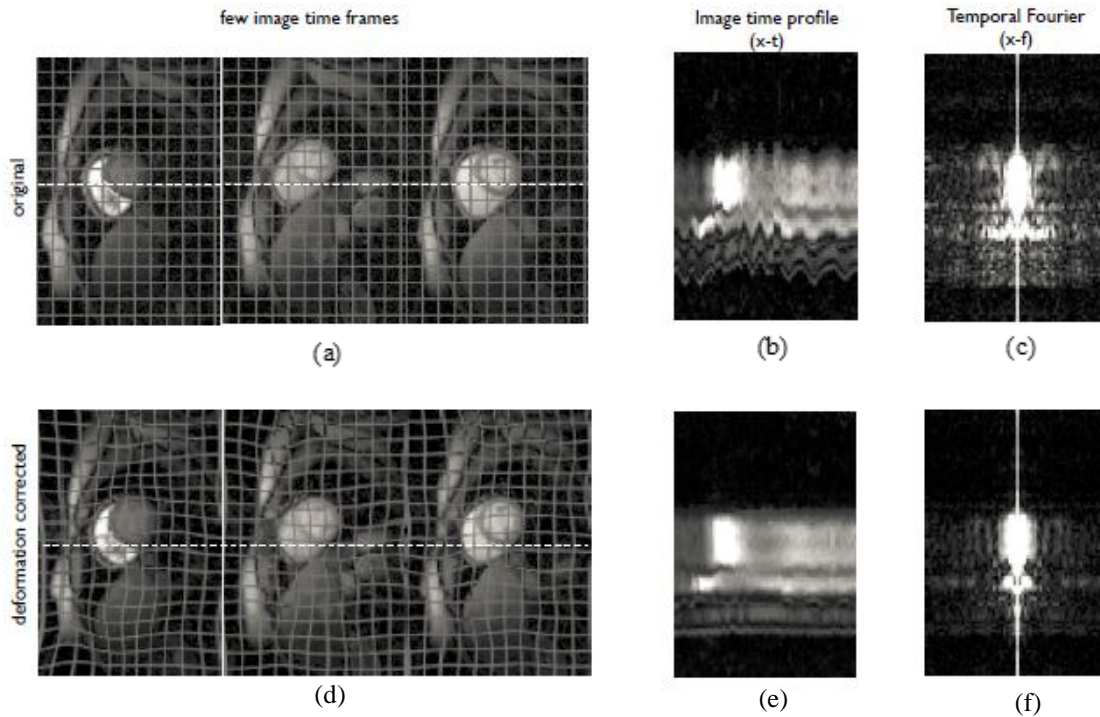 few image time frames
Image time profile
(x-t)
Temporal Fourier
(x-f)
original
(a)
(b)
(c)
deformation corrected
(d)
(e)
(f)